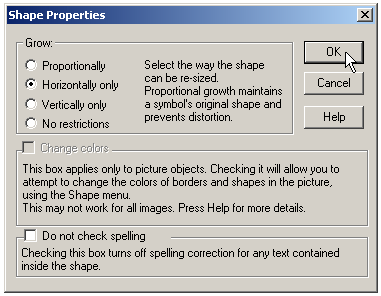 Shape Properties
Grow:
Proportionally
Horizontally only
Vertically only
No restrictions
Select the way the shape
can be re-sized.
Proportional growth maintains
a symbol's original shape and
prevents distortion.
OK
Cancel
Help
Change colors
This box applies only to picture objects. Checking it will allow you to
attempt to change the colors of borders and shapes in the picture,
using the Shape menu.
This may not work for all images. Press Help for more details.
Do not check spelling
Checking this box turns off spelling correction for any text contained
inside the shape.